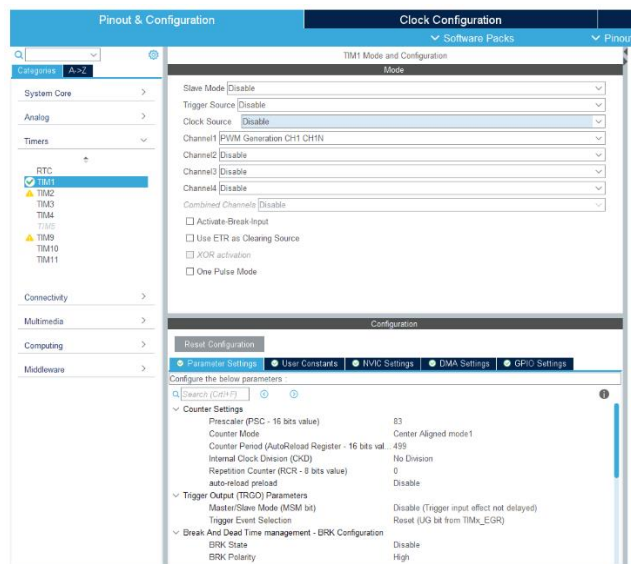 Pinout & Configuration
Clock Configuration
Software Packs
Pinout
Categories A->Z
System Core
Analog
Timers
RTC
TIM1
TIM2
TIM3
TIM4
TIM5
TIM9
TIM10
TIM11
Connectivity
Multimedia
Computing
Middleware
TIM1 Mode and Configuration
Mode
Slave Mode Disable
Trigger Source Disable
Clock Source Disable
Channel1 PWM Generation CH1 CH1N
Channel2 Disable
Channel3 Disable
Channel4 Disable
Combined Channels Disable
Activate-Break-Input
Use ETR as Clearing Source
XOR activation
One Pulse Mode
Configuration
Reset Configuration
Parameter Settings User Constants NVIC Settings DMA Settings GPIO Settings
Configure the below parameters
Search (Crtl+F)
Counter Settings
Prescaler (PSC - 16 bits value) 83
Counter Mode Center Aligned mode1
Counter Period (AutoReload Register - 16 bits val... 499
Internal Clock Division (CKD) No Division
Repetition Counter (RCR - 8 bits value) 0
auto-reload preload Disable
Trigger Output (TRGO) Parameters
Master/Slave Mode (MSM bit) Disable (Trigger input effect not delayed)
Trigger Event Selection Reset (UG bit from TIMx_EGR)
Break And Dead Time management - BRK Configuration
BRK State Disable
BRK Polarity High